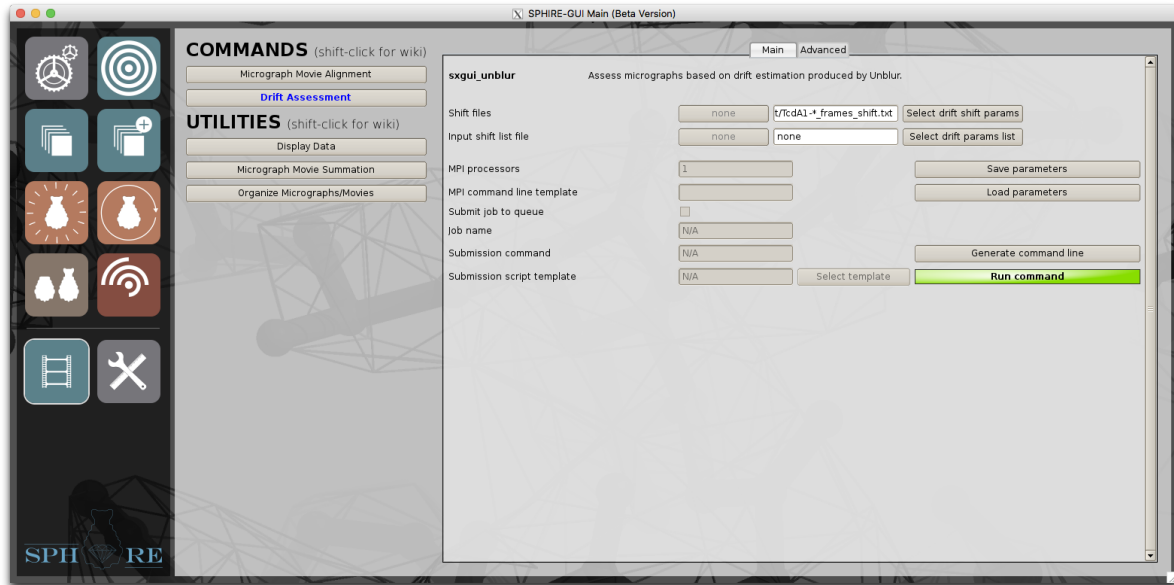 SPHIRE-GUI Main (Beta Version)
COMMANDS (shift-click for wiki)
Micrograph Movie Alignment
Drift Assessment
UTILITIES (shift-click for wiki)
Display Data
Micrograph Movie Summation
Organize Micrographs/Movies
Main Advanced
sxgui_unblur Assess micrographs based on drift estimation produced by Unblur.
Shift files none t/TcdA1-*_frames_shift.txt Select drift shift params
Input shift list file none none Select drift params list
MPI processors 1 Save parameters
MPI command line template Load parameters
Submit job to queue
Job name N/A
Submission command N/A Generate command line
Submission script template N/A Select template Run command
SPH RE